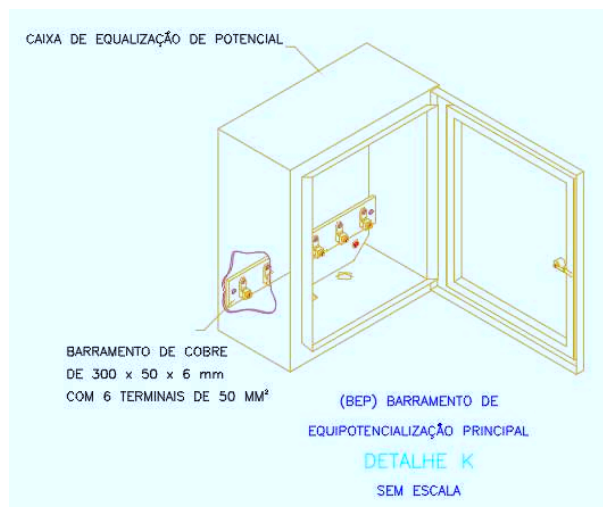 CAIXA DE EQUALIZAÇÃO DE POTENCIAL
BARRAMENTO DE COBRE
DE 300 x 50 x 6 mm
COM 6 TERMINAIS DE 50 MM²
(BEP) BARRAMENTO DE
EQUIPOTENCIALIZAÇÃO PRINCIPAL
DETALHE K
SEM ESCALA